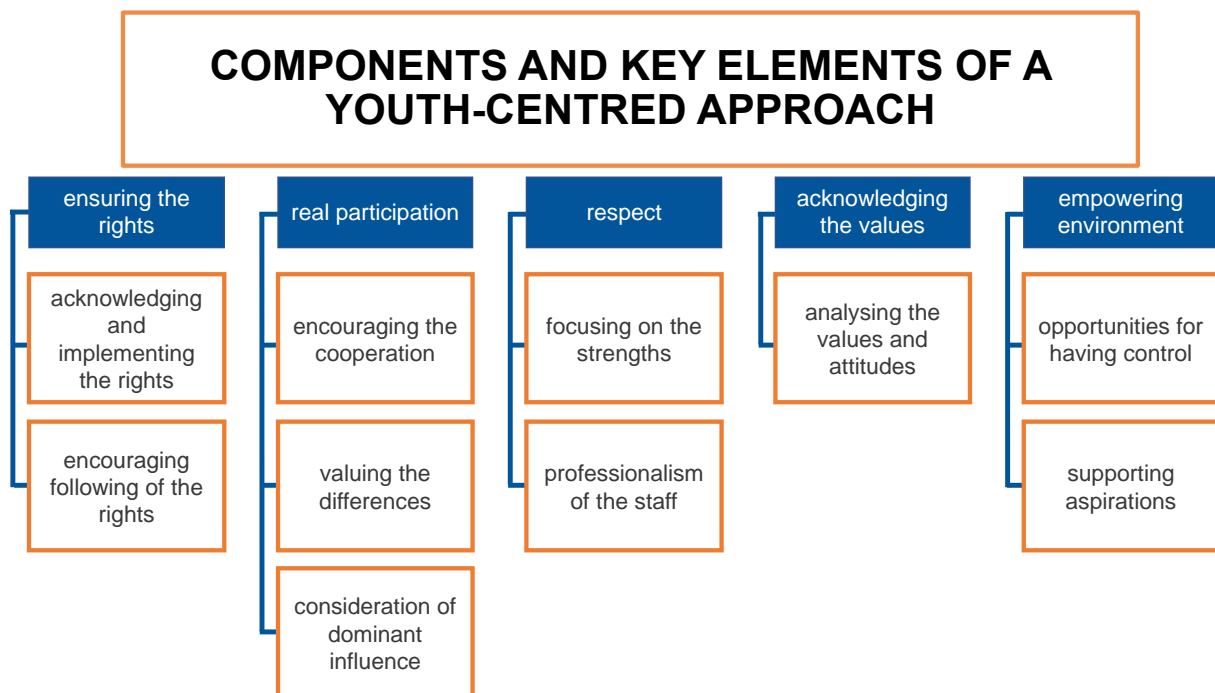 COMPONENTS AND KEY ELEMENTS OF A
YOUTH-CENTRED APPROACH
ensuring the
rights
acknowledging
and
implementing
the rights
encouraging
following of the
rights
real participation
encouraging the
cooperation
valuing the
differences
consideration of
dominant
influence
respect
focusing on the
strengths
professionalism
of the staff
acknowledging
the values
analysing the
values and
attitudes
empowering
environment
opportunities for
having control
supporting
aspirations